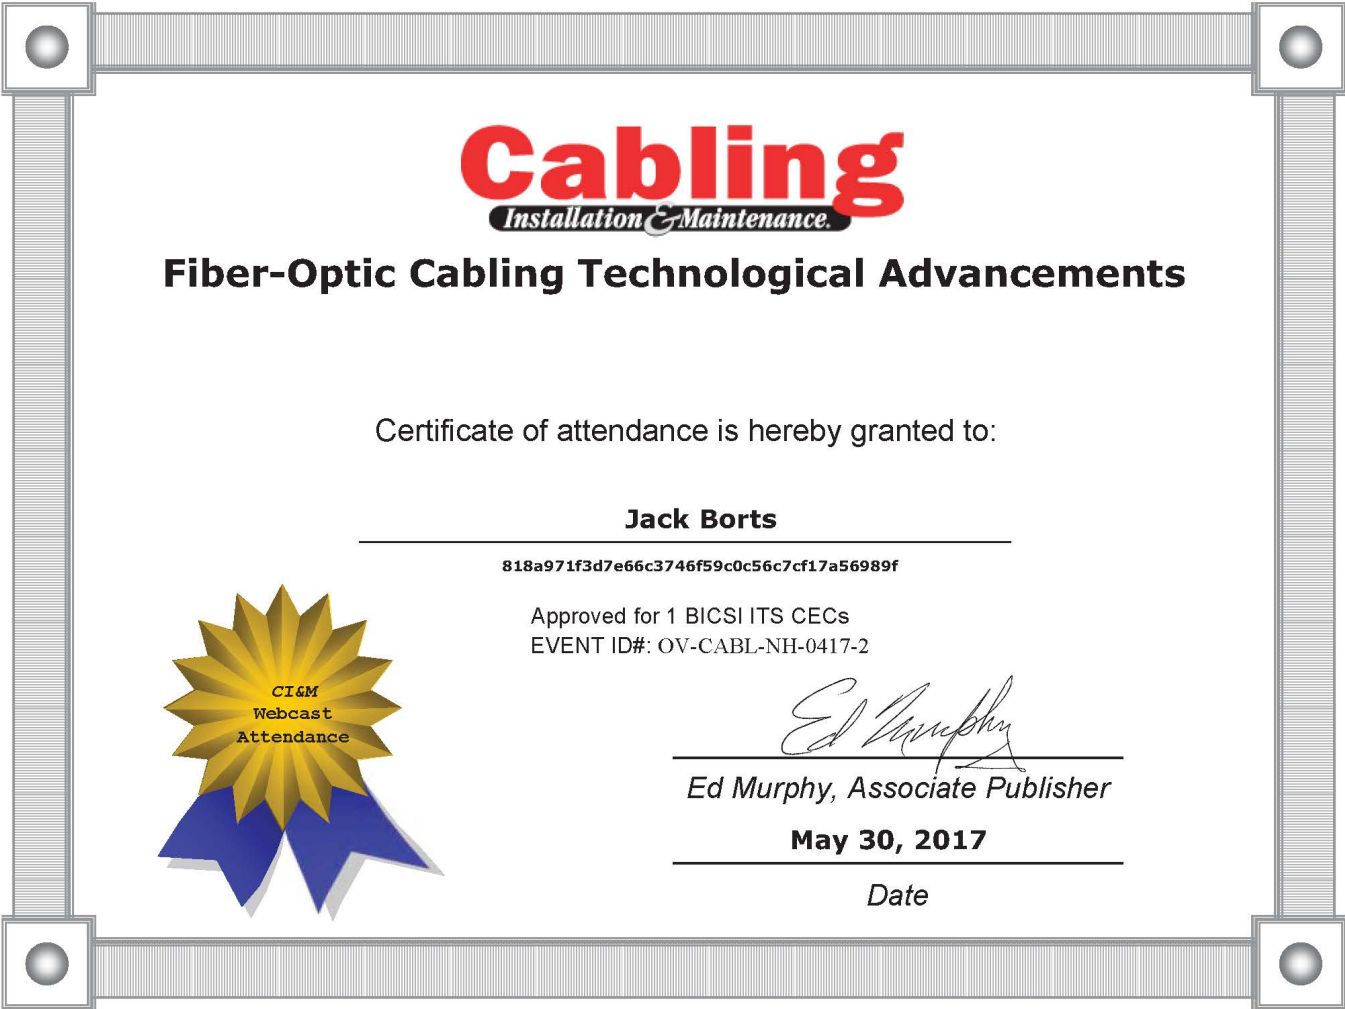 Cabling
Installation & Maintenance.
Fiber-Optic Cabling Technological Advancements
Certificate of attendance is hereby granted to:
Jack Borts
818a971f3d7e66c3746f59c0c56c7cf17a56989f
Approved for 1 BICSI ITS CECs
EVENT ID#: OV-CABL-NH-0417-2
CI&M
Webcast
Attendance
Ed Murphy
Ed Murphy, Associate Publisher
May 30, 2017
Date